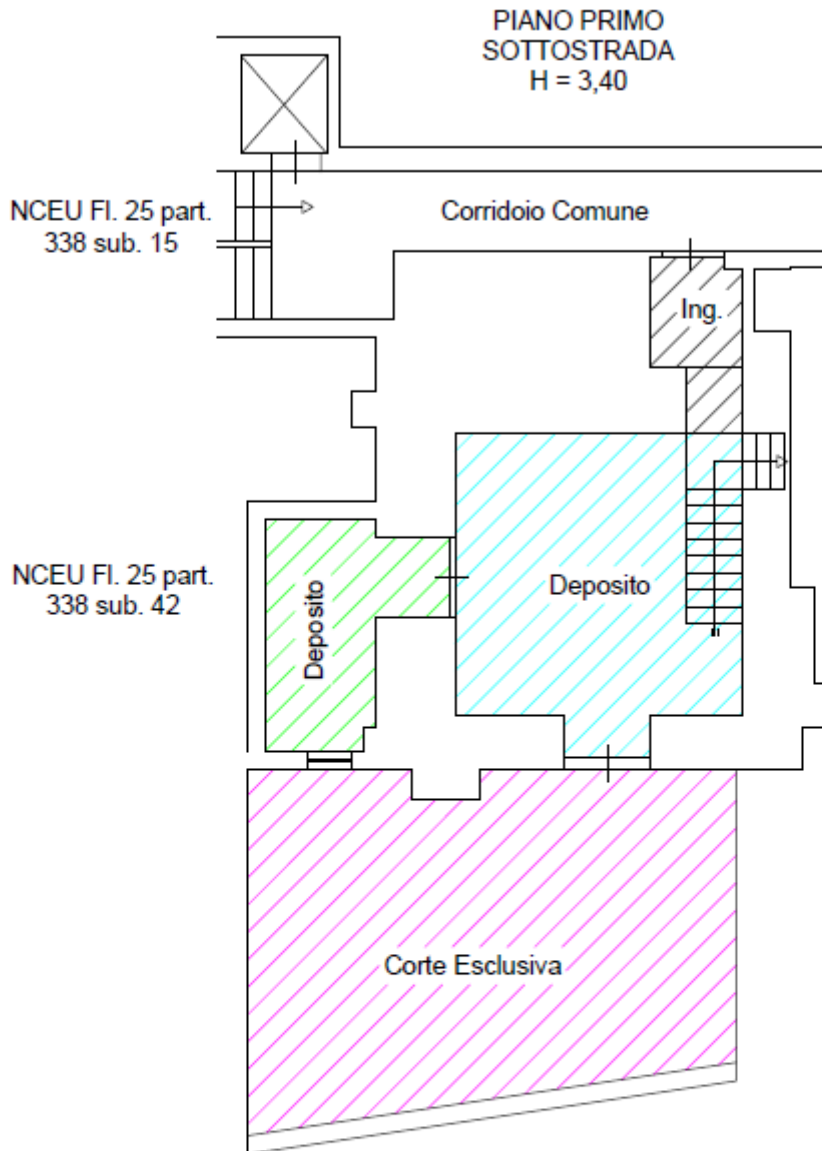 PIANO PRIMO
SOTTOSTRADA
H = 3,40
NCEU Fl. 25 part.
338 sub. 15
Corridoio Comune
Ing.
NCEU Fl. 25 part.
338 sub. 42
Deposito
Deposito
Corte Esclusiva